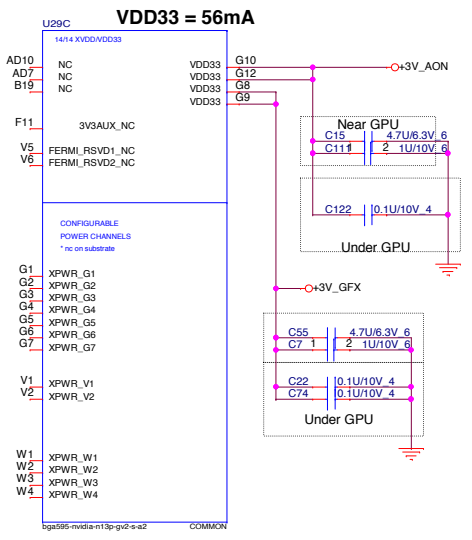 VDD33 = 56mA
U29C
14/14 XVDD/VDD33
AD10 NC VDD33 G10 +3V_AON
AD7 NC VDD33 G12
B19 NC VDD33 G8
VDD33 G9
F11 3V3AUX_NC
Near GPU
C15 4.7U/6.3V_6
C111 1 2 1U/10V_6
V5 FERMI_RSVD1_NC
V6 FERMI_RSVD2_NC
C122 0.1U/10V_4
Under GPU
CONFIGURABLE
POWER CHANNELS
* nc on substrate
G1 XPWR_G1
G2 XPWR_G2
G3 XPWR_G3
G4 XPWR_G4
G5 XPWR_G5
G6 XPWR_G6
G7 XPWR_G7
+3V_GFX
C55 4.7U/6.3V_6
C7 1 2 1U/10V_6
V1 XPWR_V1
V2 XPWR_V2
C22 0.1U/10V_4
C74 0.1U/10V_4
Under GPU
W1 XPWR_W1
W2 XPWR_W2
W3 XPWR_W3
W4 XPWR_W4
bga595-nvidia-n13p-gv2-s-a2 COMMON